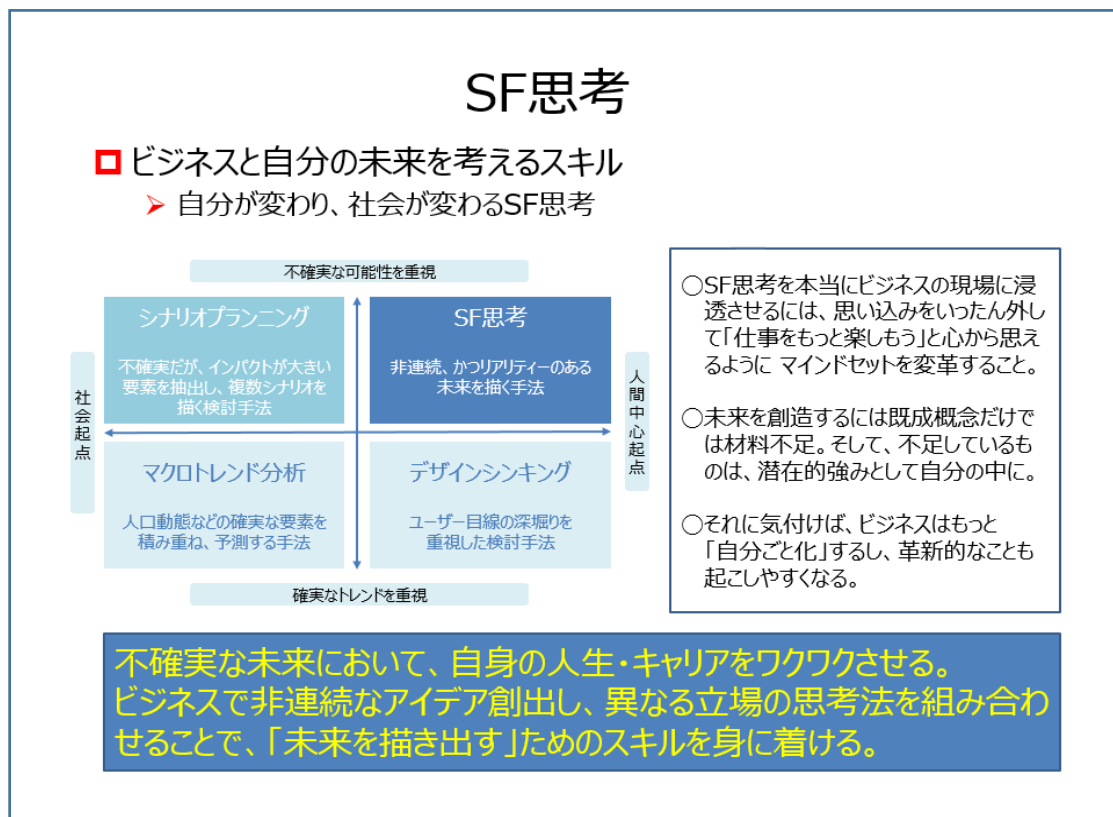 SF思考
ビジネスと自分の未来を考えるスキル
自分が変わり、社会が変わるSF思考
不確実な可能性を重視
シナリオプランニング
不確実だが、インパクトが大きい
要素を抽出し、複数シナリオを
描く検討手法
SF思考
非連続、かつリアリティーのある
未来を描く手法
社会起点
人間中心起点
マクロトレンド分析
人口動態などの確実な要素を
積み重ね、予測する手法
デザインシンキング
ユーザー目線の深堀りを
重視した検討手法
確実なトレンドを重視
○SF思考を本当にビジネスの現場に浸
透させるには、思い込みをいったん外し
て「仕事をもっと楽しもう」と心から思え
るように マインドセットを変革すること。
○未来を創造するには既成概念だけで
は材料不足。そして、不足しているも
のは、潜在的強みとして自分の中に。
○それに気付けば、ビジネスはもっと
「自分ごと化」するし、革新的なことも
起こしやすくなる。
不確実な未来において、自身の人生・キャリアをワクワクさせる。
ビジネスで非連続なアイデア創出し、異なる立場の思考法を組み合わ
せることで、「未来を描き出す」ためのスキルを身に着ける。